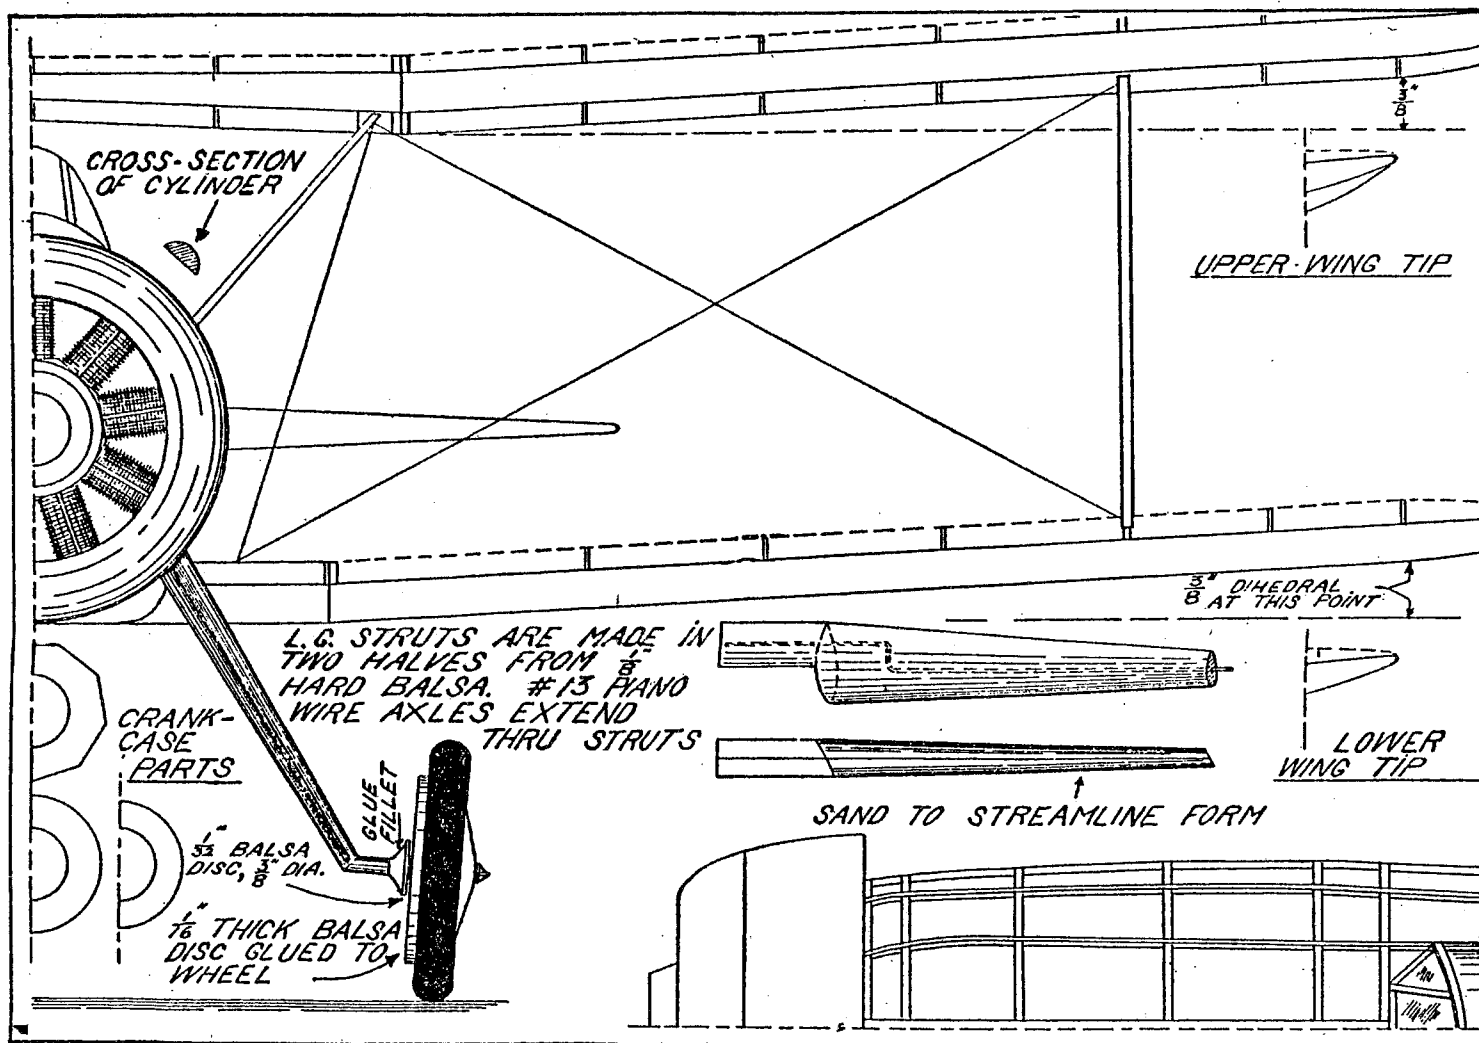 3/8"
CROSS-SECTION
OF CYLINDER
UPPER-WING TIP
3/8" DIHEDRAL
AT THIS POINT
L.G. STRUTS ARE MADE IN
TWO HALVES FROM 1/8"
HARD BALSA. #13 PIANO
WIRE AXLES EXTEND
THRU STRUTS
CRANK-
CASE
PARTS
LOWER
WING TIP
GLUE
FILLET
SAND TO STREAMLINE FORM
1/32" BALSA
DISC, 3/8" DIA.
1/16" THICK BALSA
DISC GLUED TO
WHEEL